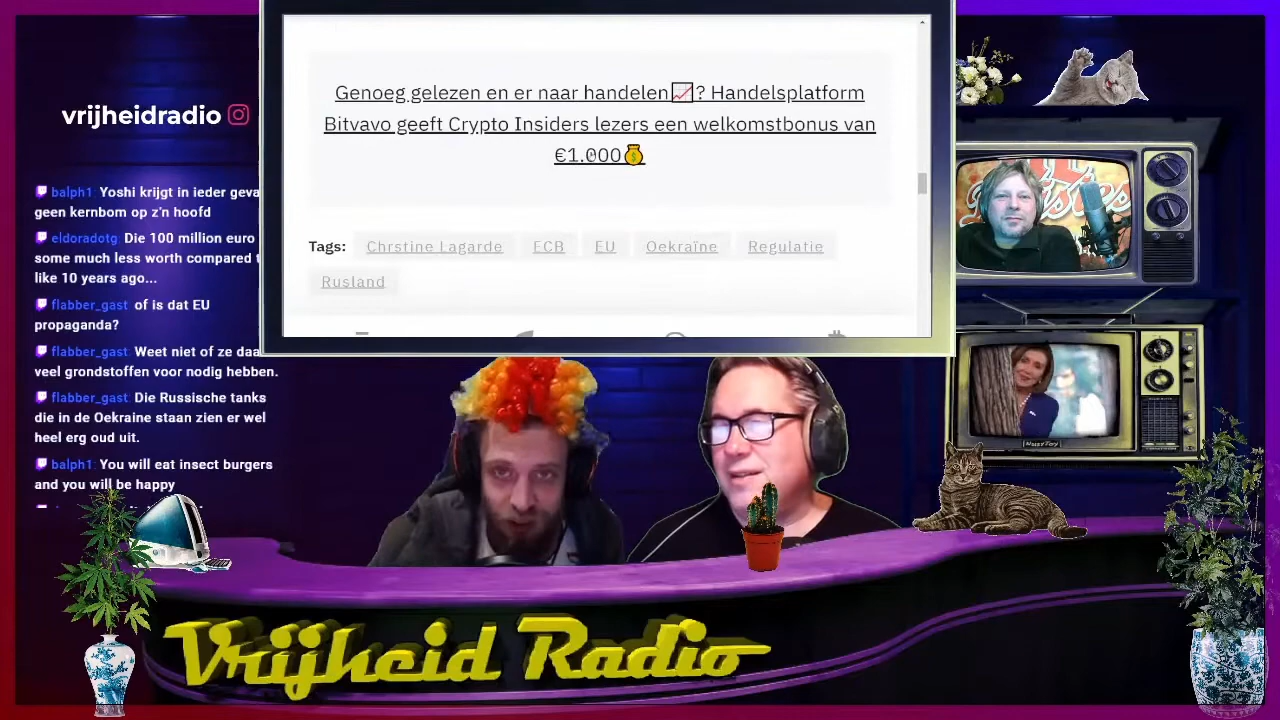 vrijheidradio
balph1: Yoshi krijgt in ieder geva
geen kernbom op z'n hoofd
eldoradotg: Die 100 million euro
some much less worth compared t
like 10 years ago...
flabber_gast: of is dat EU
propaganda?
flabber_gast: Weet niet of ze daa
veel grondstoffen voor nodig hebben.
flabber_gast: Die Russische tanks
die in de Oekraine staan zien er wel
heel erg oud uit.
balph1: You will eat insect burgers
and you will be happy
Genoeg gelezen en er naar handelen📈? Handelsplatform
Bitvavo geeft Crypto Insiders lezers een welkomstbonus van
€1.000💰
Tags: Chrstine Lagarde ECB EU Oekraïne Regulatie
Rusland
Vrijheid Radio